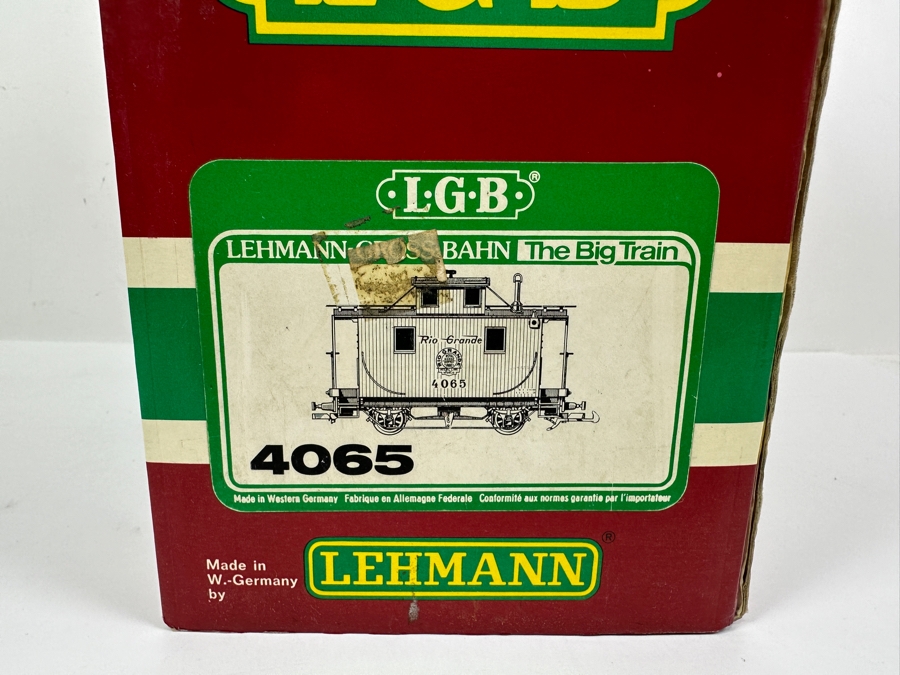 L·G·B®
LEHMANN-GROSS-BAHN The Big Train
Rio Grande
4065
4065
Made in Western Germany Fabrique en Allemagne Federale Conformité aux normes garantie par l'importateur
Made in
W.-Germany
by
LEHMANN®